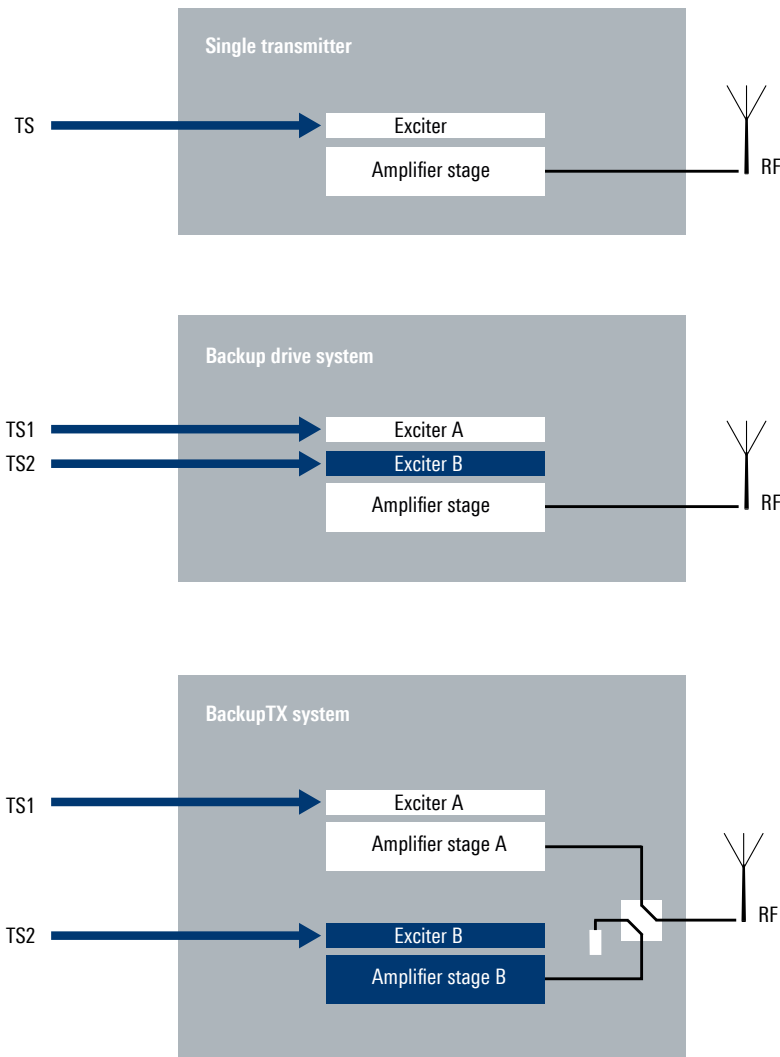 Single transmitter
TS
Exciter
Amplifier stage
RF
Backup drive system
TS1
Exciter A
TS2
Exciter B
Amplifier stage
RF
BackupTX system
TS1
Exciter A
Amplifier stage A
RF
TS2
Exciter B
Amplifier stage B